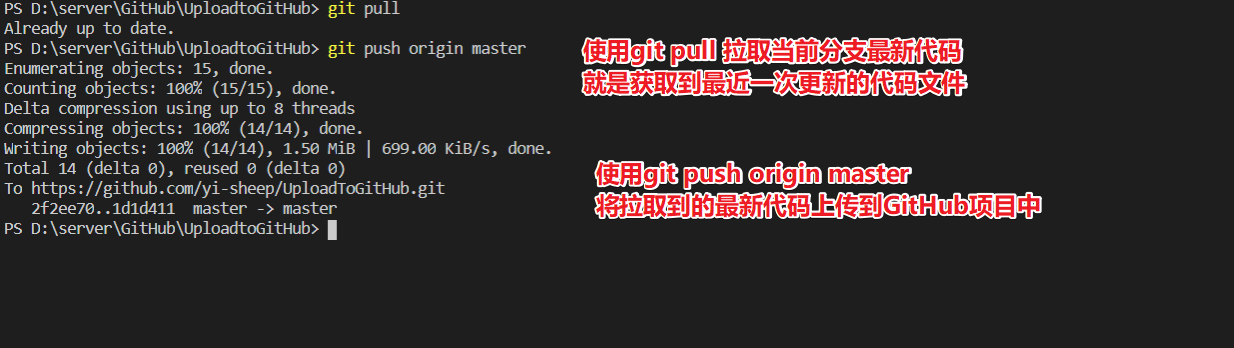 PS D:\server\GitHub\UploadtoGitHub> git pull
Already up to date.
PS D:\server\GitHub\UploadtoGitHub> git push origin master
Enumerating objects: 15, done.
Counting objects: 100% (15/15), done.
Delta compression using up to 8 threads
Compressing objects: 100% (14/14), done.
Writing objects: 100% (14/14), 1.50 MiB | 699.00 KiB/s, done.
Total 14 (delta 0), reused 0 (delta 0)
To https://github.com/yi-sheep/UploadToGitHub.git
2f2ee70..1d1d411 master -> master
PS D:\server\GitHub\UploadtoGitHub>
使用git pull 拉取当前分支最新代码
就是获取到最近一次更新的代码文件
使用git push origin master
将拉取到的最新代码上传到GitHub项目中